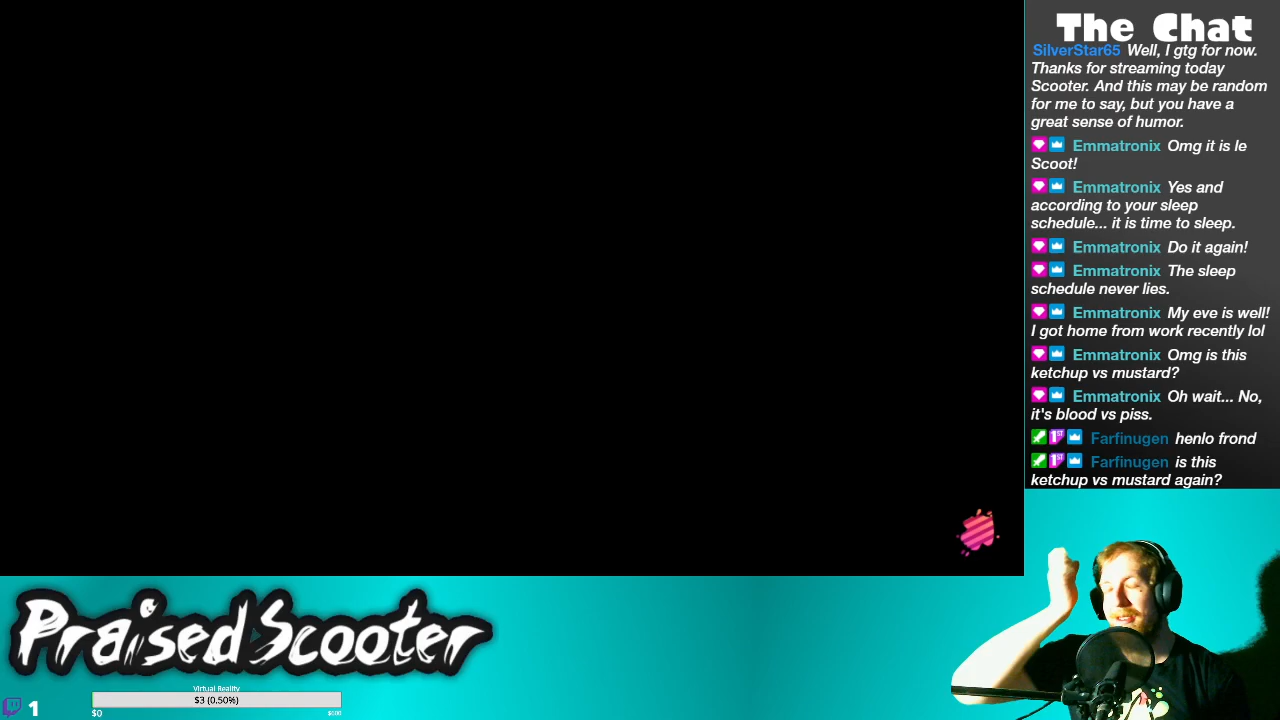 The Chat
SilverStar65 Well, I gtg for now.
Thanks for streaming today
Scooter. And this may be random
for me to say, but you have a
great sense of humor.
Emmatronix Omg it is le
Scoot!
Emmatronix Yes and
according to your sleep
schedule... it is time to sleep.
Emmatronix Do it again!
Emmatronix The sleep
schedule never lies.
Emmatronix My eve is well!
I got home from work recently lol
Emmatronix Omg is this
ketchup vs mustard?
Emmatronix Oh wait... No,
it's blood vs piss.
1ST Farfinugen henlo frond
1ST Farfinugen is this
ketchup vs mustard again?
PraisedScooter
Virtual Reality
$3 (0.50%)
1
$0